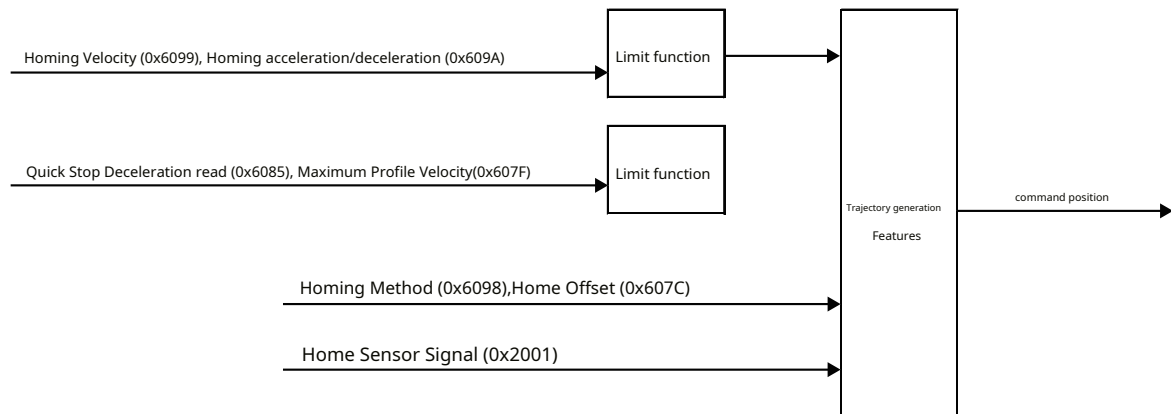 Homing Velocity (0x6099), Homing acceleration/deceleration (0x609A)
Limit function
Quick Stop Deceleration read (0x6085), Maximum Profile Velocity(0x607F)
Limit function
Trajectory generation
Features
command position
Homing Method (0x6098),Home Offset (0x607C)
Home Sensor Signal (0x2001)